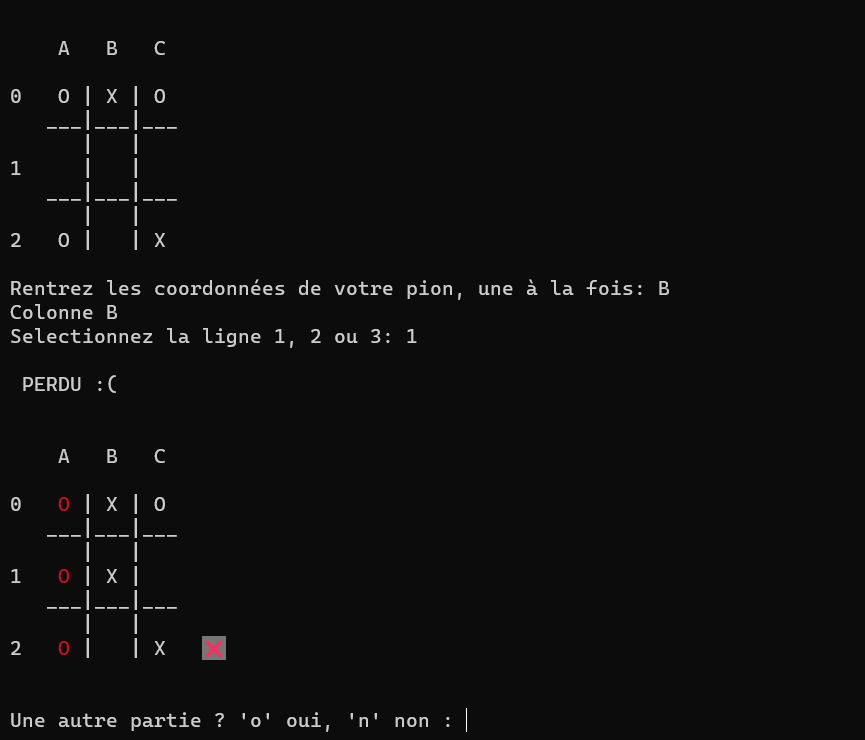 A   B   C
0   O | X | O
   ___|___|___
      |   |
1     |   |
   ___|___|___
      |   |
2   O |   | X
Rentrez les coordonnées de votre pion, une à la fois: B
Colonne B
Selectionnez la ligne 1, 2 ou 3: 1
 PERDU :(
    A   B   C
0   O | X | O
   ___|___|___
      |   |
1   O | X |
   ___|___|___
      |   |
2   O |   | X   ❌
Une autre partie ? 'o' oui, 'n' non :